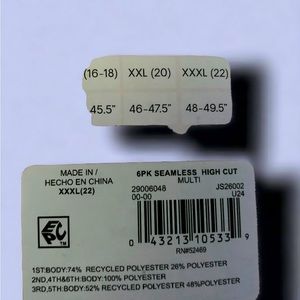 (16-18) XXL (20) XXXL (22)
45.5" 46-47.5" 48-49.5"
MADE IN /
HECHO EN CHINA
XXXL(22)
6PK SEAMLESS HIGH CUT
MULTI
29006048 JS26002
00-00 U24
EPC
0 43213 10533 9
RN#52469
1ST:BODY:74% RECYCLED POLYESTER 26% POLYESTER
2ND,4TH&6TH:BODY:100% POLYESTER
3RD,5TH:BODY:52% RECYCLED POLYESTER 48%POLYESTER